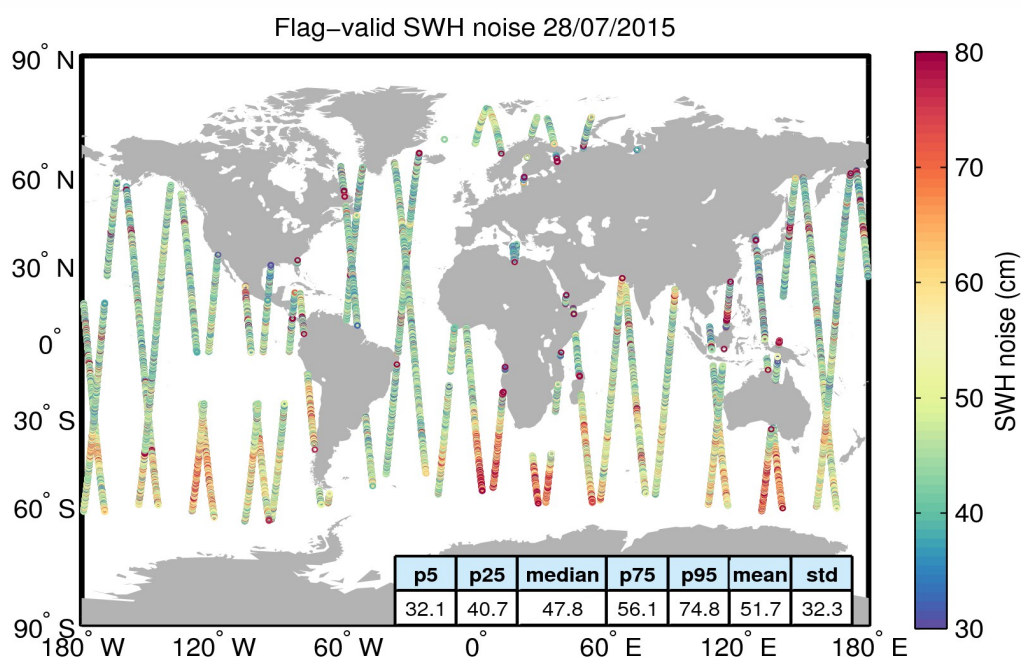 Flag−valid SWH noise 28/07/2015
90° N
60° N
30° N
0°
30° S
60° S
90° S
180° W
120° W
60° W
0°
60° E
120° E
180° E
p5 p25 median p75 p95 mean std
32.1 40.7 47.8 56.1 74.8 51.7 32.3
80
70
60
50
40
30
SWH noise (cm)